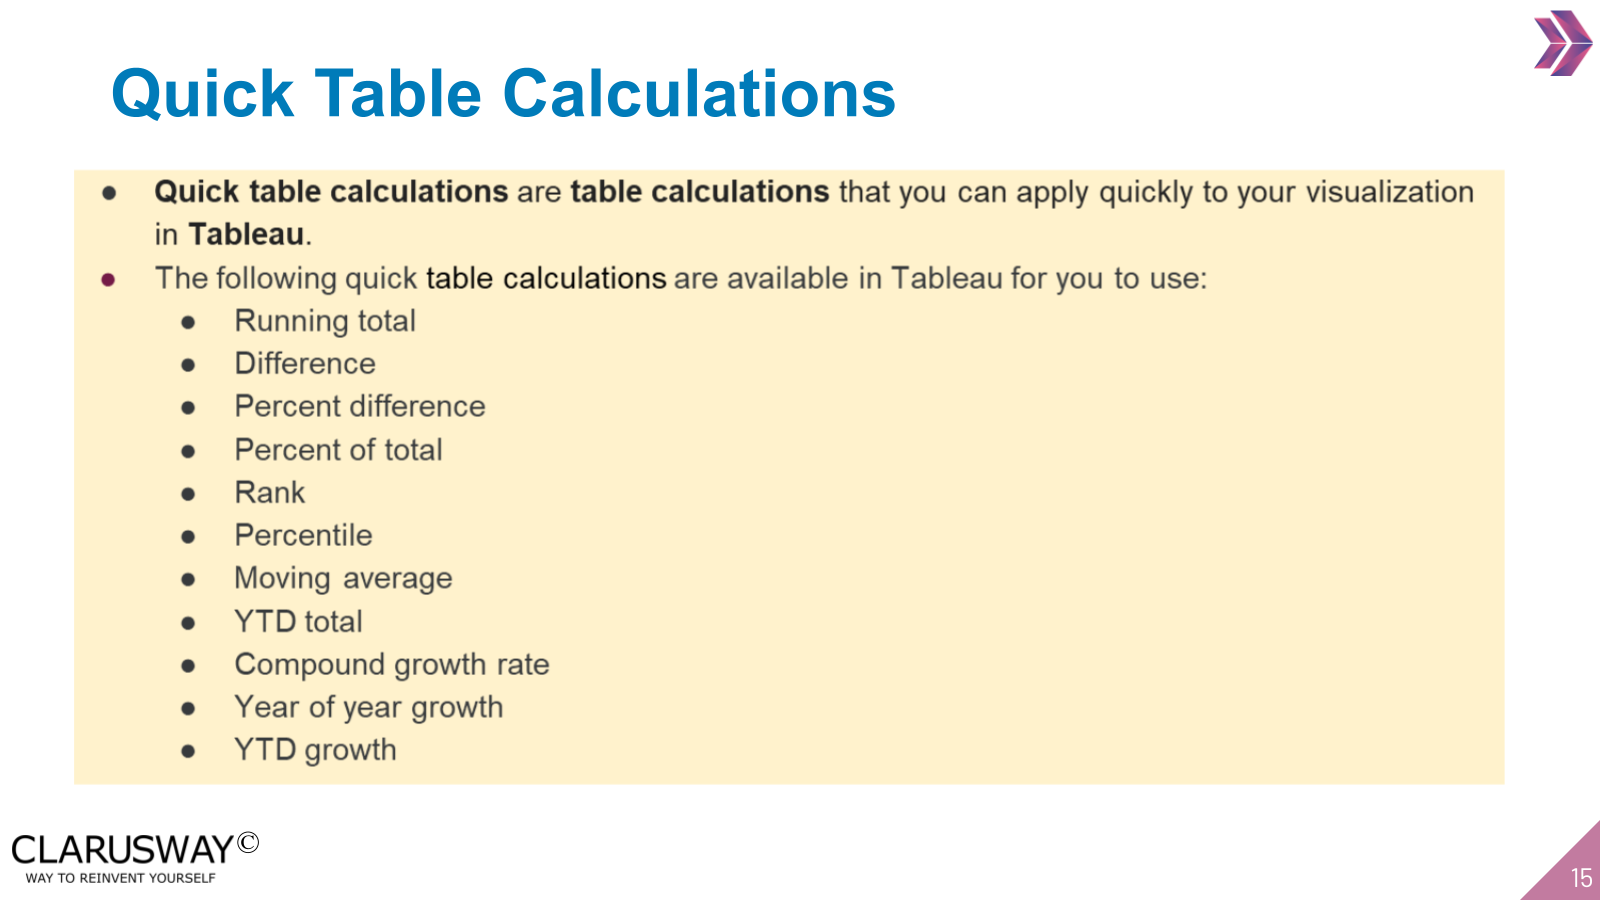 Quick Table Calculations
● Quick table calculations are table calculations that you can apply quickly to your visualization
in Tableau.
● The following quick table calculations are available in Tableau for you to use:
● Running total
● Difference
● Percent difference
● Percent of total
● Rank
● Percentile
● Moving average
● YTD total
● Compound growth rate
● Year of year growth
● YTD growth
CLARUSWAY©
WAY TO REINVENT YOURSELF
15